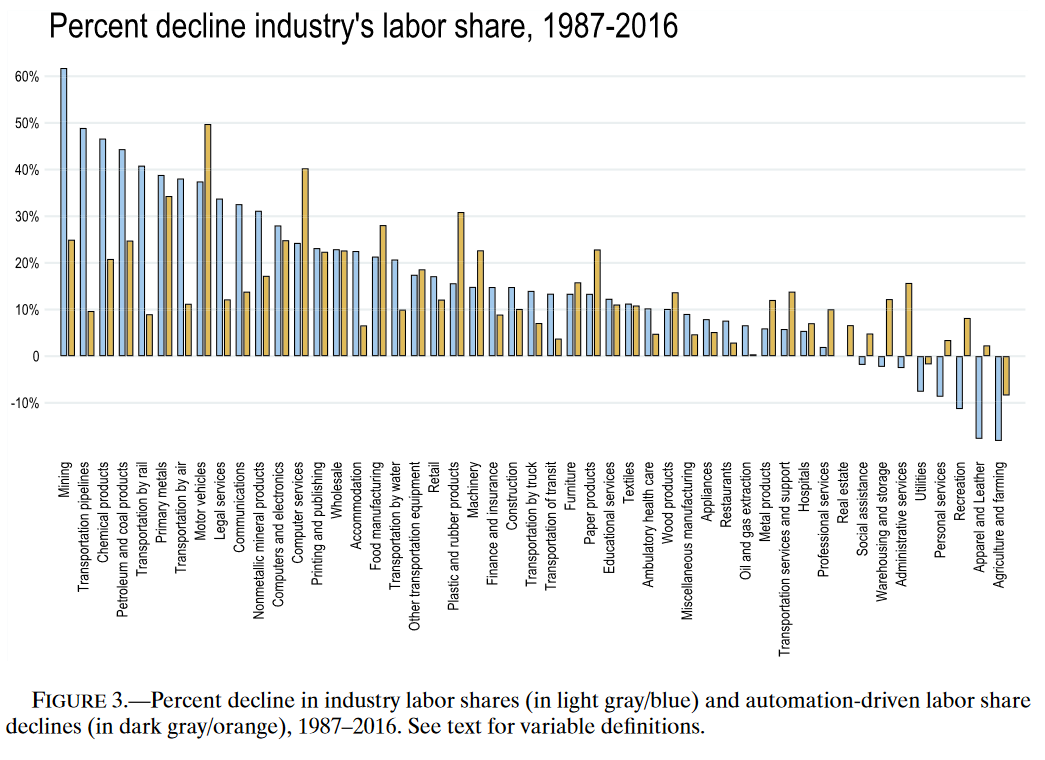 Percent decline industry's labor share, 1987-2016
60%
50%
40%
30%
20%
10%
0
-10%
Mining
Transportation pipelines
Chemical products
Petroleum and coal products
Transportation by rail
Primary metals
Transportation by air
Motor vehicles
Legal services
Communications
Nonmetallic mineral products
Computers and electronics
Computer services
Printing and publishing
Wholesale
Accommodation
Food manufacturing
Transportation by water
Other transportation equipment
Retail
Plastic and rubber products
Machinery
Finance and insurance
Construction
Transportation by truck
Transportation of transit
Furniture
Paper products
Educational services
Textiles
Ambulatory health care
Wood products
Miscellaneous manufacturing
Appliances
Restaurants
Oil and gas extraction
Metal products
Transportation services and support
Hospitals
Professional services
Real estate
Social assistance
Warehousing and storage
Administrative services
Utilities
Personal services
Recreation
Apparel and Leather
Agriculture and farming
FIGURE 3.—Percent decline in industry labor shares (in light gray/blue) and automation-driven labor share
declines (in dark gray/orange), 1987–2016. See text for variable definitions.